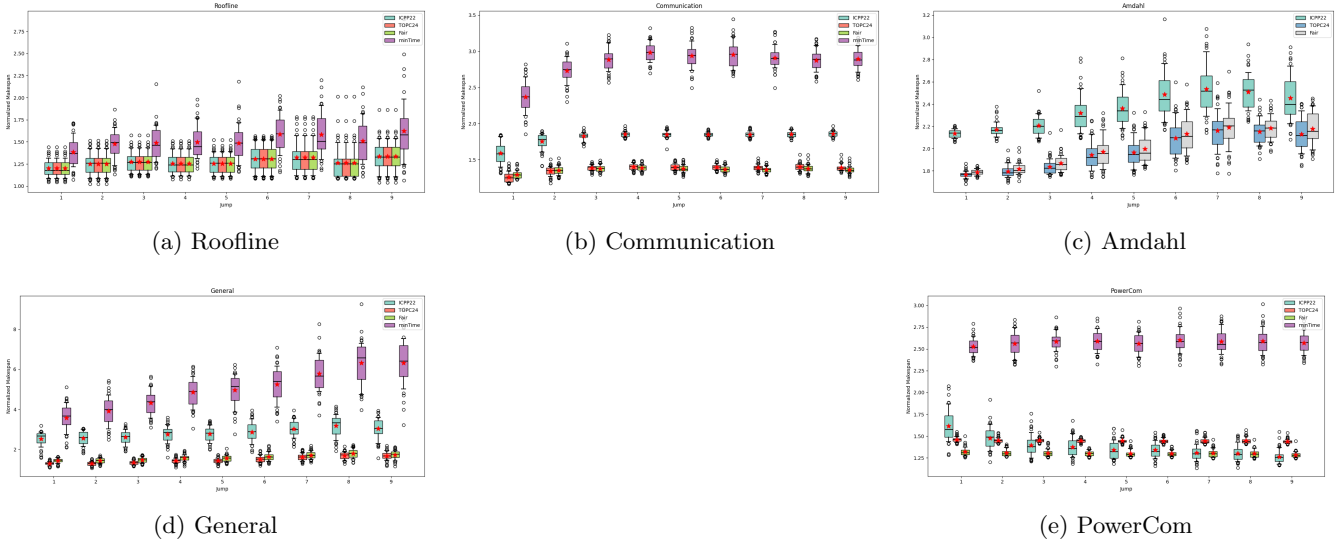 Roofline
2.75
2.50
2.25
2.00
1.75
1.50
1.25
1.00
Normalized Makespan
1 2 3 4 5 6 7 8 9
Jump
ICPP22
TOPC24
Fair
minTime
(a) Roofline
Communication
3.5
3.0
2.5
2.0
1.5
Normalized Makespan
1 2 3 4 5 6 7 8 9
Jump
ICPP22
TOPC24
Fair
minTime
(b) Communication
Amdahl
3.2
3.0
2.8
2.6
2.4
2.2
2.0
1.8
Normalized Makespan
1 2 3 4 5 6 7 8 9
Jump
ICPP22
TOPC24
Fair
(c) Amdahl
General
8
6
4
2
Normalized Makespan
1 2 3 4 5 6 7 8 9
Jump
ICPP22
TOPC24
Fair
minTime
(d) General
PowerCom
3.00
2.75
2.50
2.25
2.00
1.75
1.50
1.25
Normalized Makespan
1 2 3 4 5 6 7 8 9
Jump
ICPP22
TOPC24
Fair
minTime
(e) PowerCom